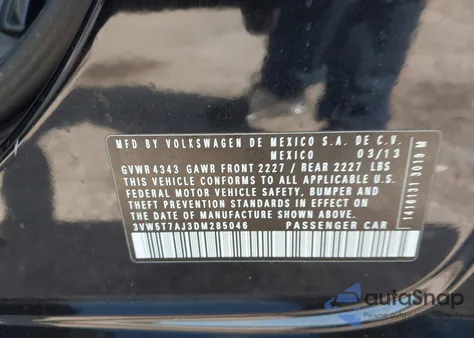 MFD BY VOLKSWAGEN DE MEXICO S.A. DE C.V.
MEXICO 03/13
GVWR 4343 GAWR FRONT 2227 / REAR 2227 LBS
THIS VEHICLE CONFORMS TO ALL APPLICABLE U.S.
FEDERAL MOTOR VEHICLE SAFETY, BUMPER AND
THEFT PREVENTION STANDARDS
IN EFFECT ON THE DATE OF MANUFACTURE SHOWN ABOVE.
3VW5T7AJ3DM285046 PASSENGER CAR
autoSnap